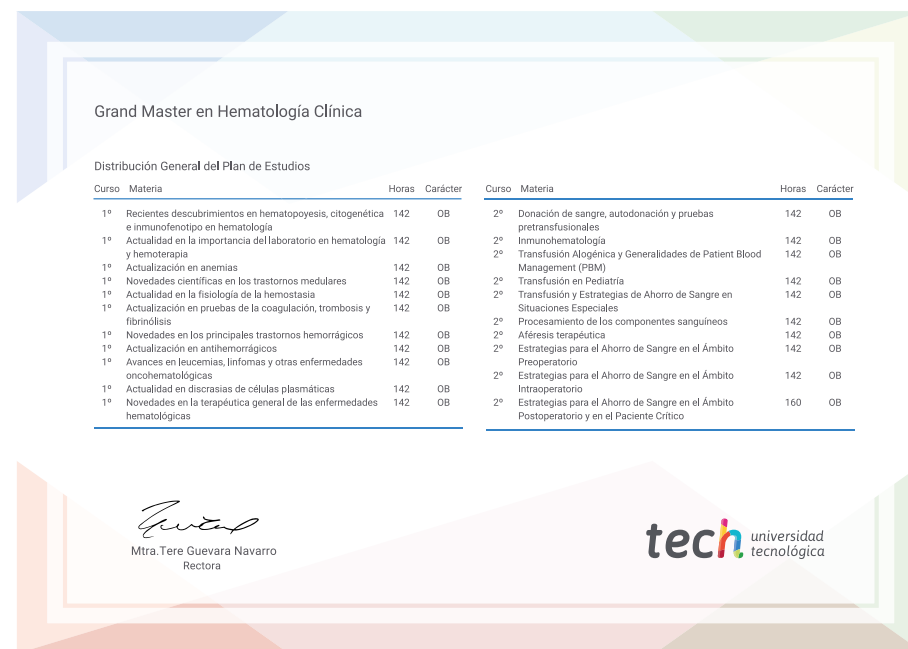 Grand Master en Hematología Clínica
Distribución General del Plan de Estudios
Curso Materia Horas Carácter
1º Recientes descubrimientos en hematopoyesis, citogenética 142 OB
e inmunofenotipo en hematología
1º Actualidad en la importancia del laboratorio en hematología 142 OB
y hemoterapia
1º Actualización en anemias 142 OB
1º Novedades científicas en los trastornos medulares 142 OB
1º Actualidad en la fisiología de la hemostasia 142 OB
1º Actualización en pruebas de la coagulación, trombosis y 142 OB
fibrinólisis
1º Novedades en los principales trastornos hemorrágicos 142 OB
1º Actualización en antihemorrágicos 142 OB
1º Avances en leucemias, linfomas y otras enfermedades 142 OB
oncohematológicas
1º Actualidad en discrasias de células plasmáticas 142 OB
1º Novedades en la terapéutica general de las enfermedades 142 OB
hematológicas
Curso Materia Horas Carácter
2º Donación de sangre, autodonación y pruebas 142 OB
pretransfusionales
2º Inmunohematología 142 OB
2º Transfusión Alogénica y Generalidades de Patient Blood 142 OB
Management (PBM)
2º Transfusión en Pediatría 142 OB
2º Transfusión y Estrategias de Ahorro de Sangre en 142 OB
Situaciones Especiales
2º Procesamiento de los componentes sanguíneos 142 OB
2º Aféresis terapéutica 142 OB
2º Estrategias para el Ahorro de Sangre en el Ámbito 142 OB
Preoperatorio
2º Estrategias para el Ahorro de Sangre en el Ámbito 142 OB
Intraoperatorio
2º Estrategias para el Ahorro de Sangre en el Ámbito 160 OB
Postoperatorio y en el Paciente Crítico
Mtra.Tere Guevara Navarro
Rectora
tech universidad
tecnológica